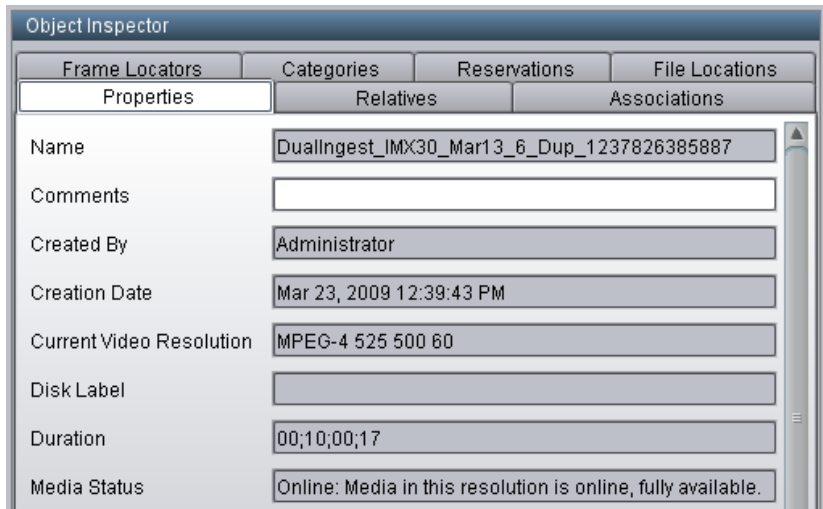 Object Inspector
Frame Locators Categories Reservations File Locations
Properties Relatives Associations
Name DualIngest_IMX30_Mar13_6_Dup_1237826385887
Comments
Created By Administrator
Creation Date Mar 23, 2009 12:39:43 PM
Current Video Resolution MPEG-4 525 500 60
Disk Label
Duration 00;10;00;17
Media Status Online: Media in this resolution is online, fully available.